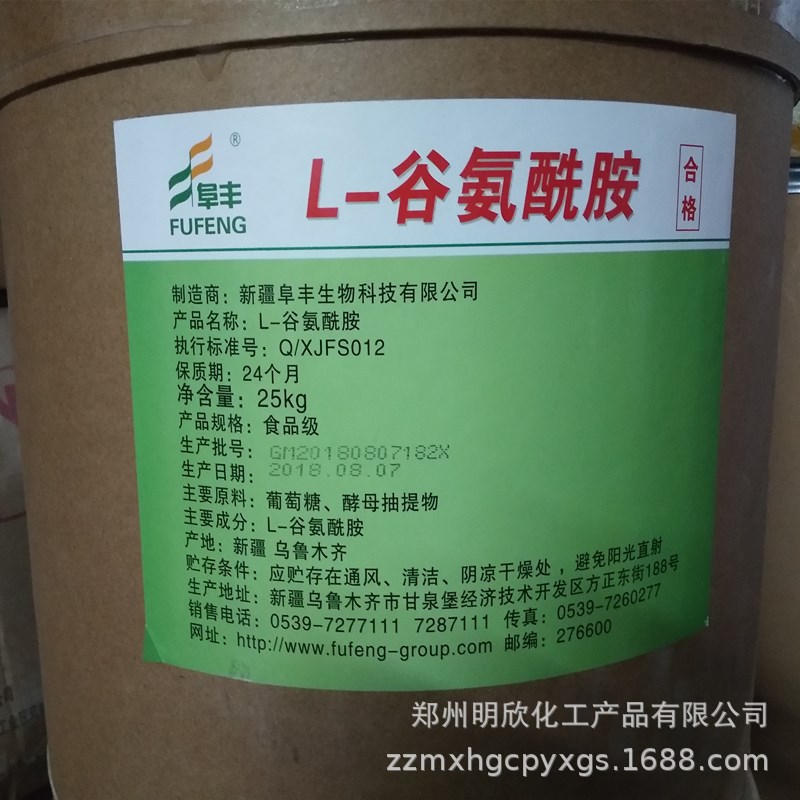 阜丰®
FUFENG
L-谷氨酰胺
合格
制造商：新疆阜丰生物科技有限公司
产品名称：L-谷氨酰胺
执行标准号：Q/XJFS012
保质期：24个月
净含量：25kg
产品规格：食品级
生产批号：GM20180807182X
生产日期：2018.08.07
主要原料：葡萄糖、酵母抽提物
主要成分：L-谷氨酰胺
产地：新疆 乌鲁木齐
贮存条件：应贮存在通风、清洁、阴凉干燥处，避免阳光直射
生产地址：新疆乌鲁木齐市甘泉堡经济技术开发区方正东街188号
销售电话：0539-7277111 7287111 传真：0539-7260277
网址：http://www.fufeng-group.com 邮编：276600
郑州明欣化工产品有限公司
zzmxhgcpyxgs.1688.com